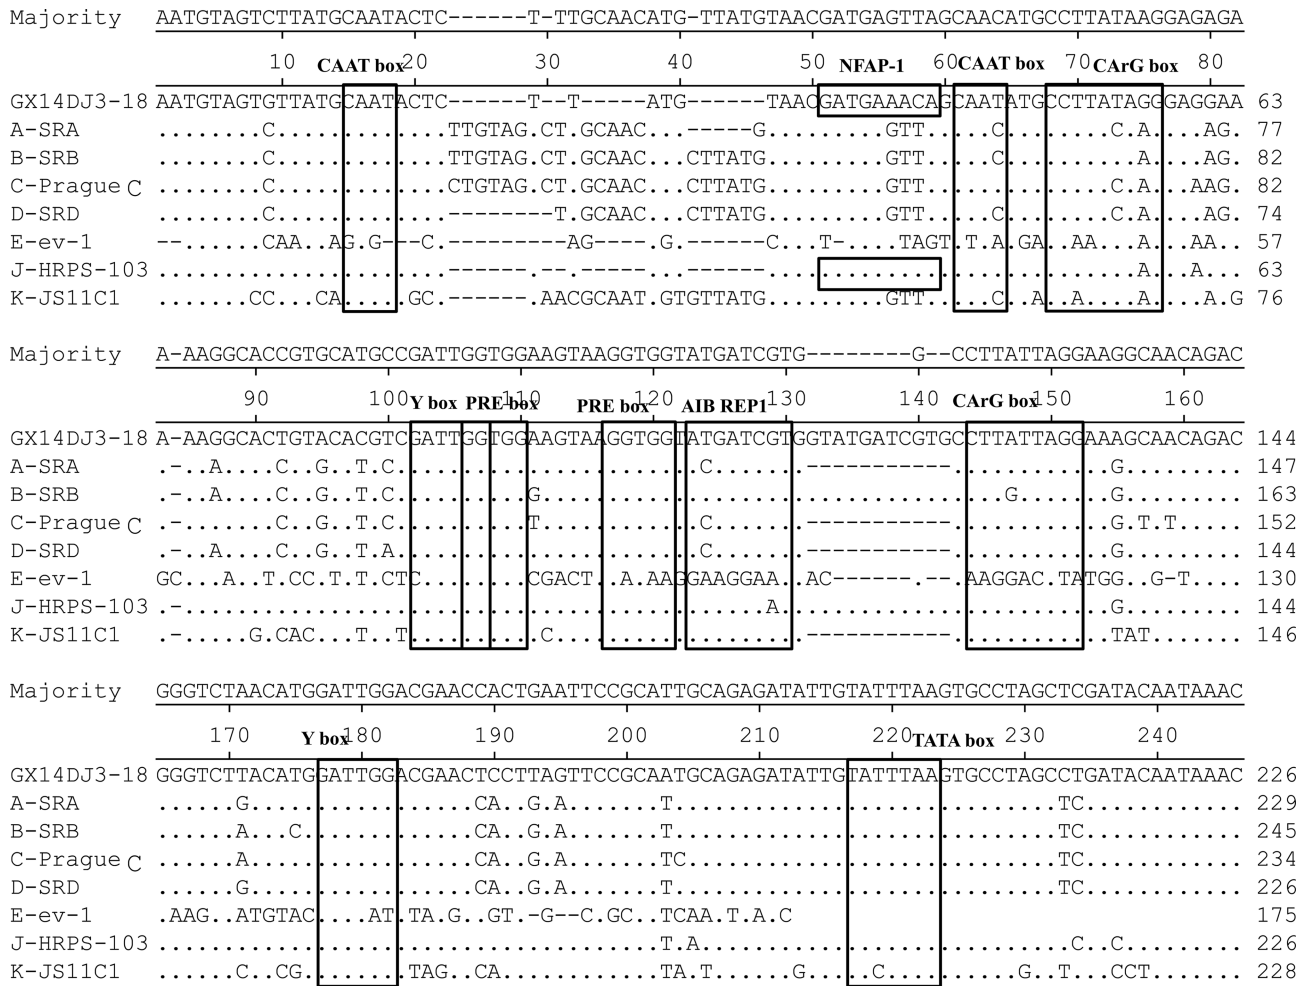 Majority AATGTAGTCTTATGCAATACTC------T-TTGCAACATG-TTATGTAACGATGAGTTAGCAACATGCCTTATAAGGAGAGA
10 20 30 40 50 60 70 80
CAAT box NFAP-1 CAAT box CArG box
GX14DJ3-18 AATGTAGTGTTATGCAATACTC------T--T-----ATG------TAACGATGAAACAGCAATATGCCTTATAGGGAGGAA 63
A-SRA ........C.............TTGTAG.CT.GCAAC...-----G.........GTT.....C........C.A....AG. 77
B-SRB ........C.............TTGTAG.CT.GCAAC...CTTATG.........GTT.....C..........A....AG. 82
C-Prague C ........C.............CTGTAG.CT.GCAAC...CTTATG.........GTT..............C.A...AAG. 82
D-SRD ........C.............--------T.GCAAC...CTTATG.........GTT.....C........C.A....AG. 74
E-ev-1 --......CAA..AG.G---C.---------AG----.G.------C...T-....TAGT.T.A.GA..AA...A...AA.. 57
J-HRPS-103 ......................------.--.-----...------............................A...A... 63
K-JS11C1 .......CC...CA.....GC.------.AACGCAAT.GTGTTATG.........GTT.....C..A..A....A....A.G 76
Majority A-AAGGCACCGTGCATGCCGATTGGTGGAAGTAAGGTGGTATGATCGTG--------G--CCTTATTAGGAAGGCAACAGAC
90 100 110 120 130 140 150 160
Y box PRE box PRE box AIB REP1 CArG box
GX14DJ3-18 A-AAGGCACTGTACACGTCGATTGGTGGAAGTAAGGTGGTATGATCGTGGTATGATCGTGCCTTATTAGGAAAGCAACAGAC 144
A-SRA .-..A....C..G..T.C.......................C.......-----------............G......... 147
B-SRB .-..A....C..G..T.C..........G...................................G.......G......... 163
C-Prague C .-.......C..G..T.C..........T............C.......-----------............G.T.T..... 152
D-SRD .-..A....C..G..T.A.......................C.......-----------............G......... 144
E-ev-1 GC...A..T.CC.T.T.CTC........CGACT..A.AAGGAAGGAA..AC------.--.AAGGAC.TATGG..G-T.... 130
J-HRPS-103 .-............................................A.........................G......... 144
K-JS11C1 .-.....G.CAC...T..T..........C...................-----------............TAT....... 146
Majority GGGTCTAACATGGATTGGACGAACCACTGAATTCCGCATTGCAGAGATATTGTATTTAAGTGCCTAGCTCGATACAATAAAC
170 180 190 200 210 220 230 240
Y box TATA box
GX14DJ3-18 GGGTCTTACATGGATTGGACGAACTCCTTAGTTCCGCAATGCAGAGATATTGTATTTAAGTGCCTAGCCTGATACAATAAAC 226
A-SRA ......G.................CA..G.A.......T.............................TC............ 229
B-SRB ......A...C.............CA..G.A.......T.............................TC............ 245
C-Prague C ......A.................CA..G.A.......TC............................TC............ 234
D-SRD ......G.................CA..G.A.......T.............................TC............ 226
E-ev-1 .AAG..ATGTAC....AT.TA.G..GT.-G--C.GC..TCAA.T.A.C 175
J-HRPS-103 ......................................T.A............................C..C......... 226
K-JS11C1 ......C..CG........TAG..CA............TA.T......G.....C..........G..T...CCT....... 228